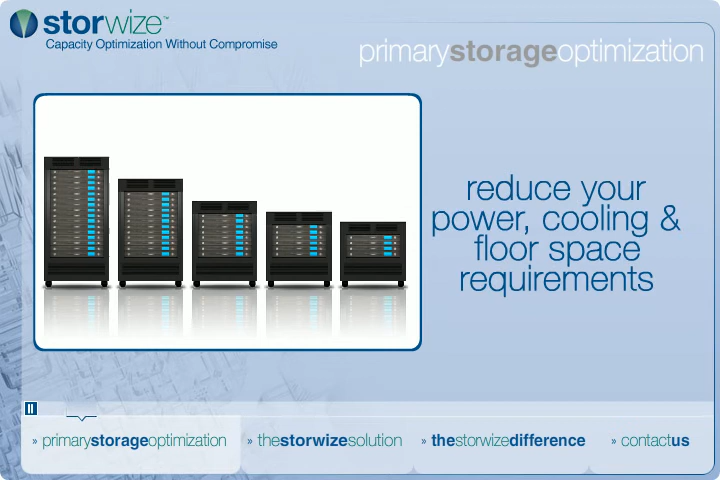 storwize™
Capacity Optimization Without Compromise
primarystorageoptimization
reduce your
power, cooling &
floor space
requirements
» primarystorageoptimization
» thestorwizesolution
» thestorwizedifference
» contactus